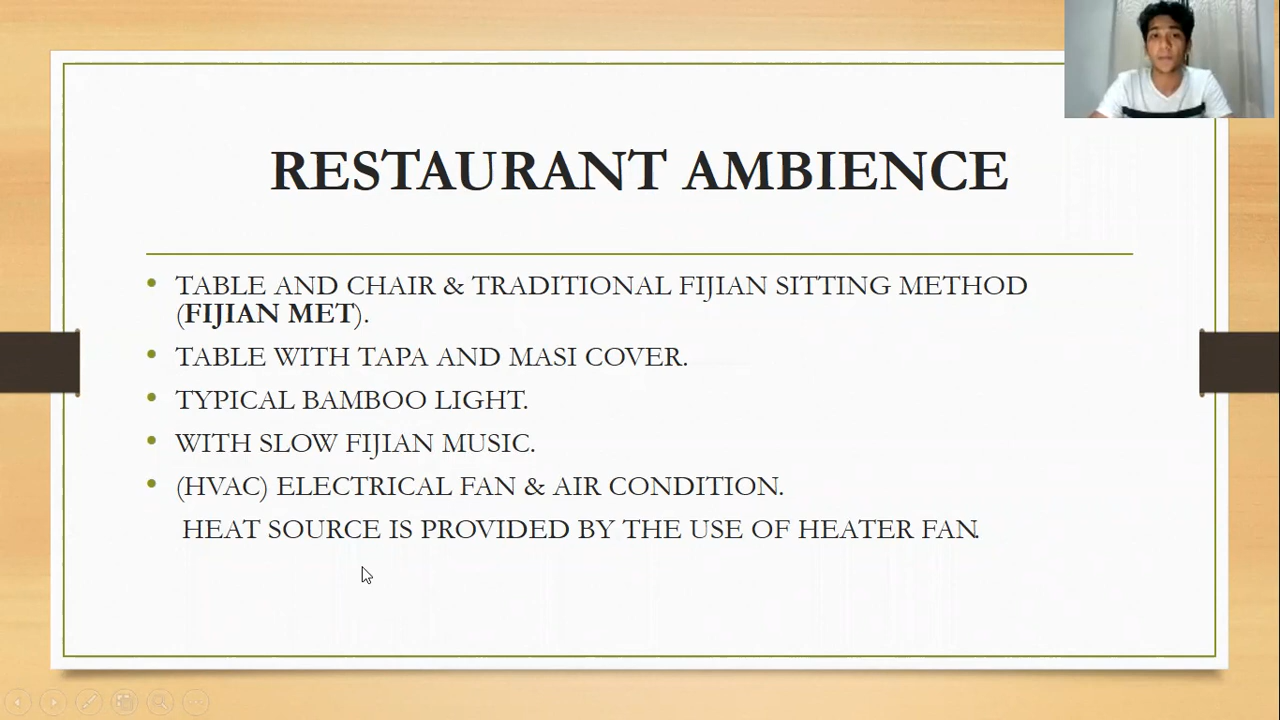 RESTAURANT AMBIENCE
• TABLE AND CHAIR & TRADITIONAL FIJIAN SITTING METHOD
(FIJIAN MET).
• TABLE WITH TAPA AND MASI COVER.
• TYPICAL BAMBOO LIGHT.
• WITH SLOW FIJIAN MUSIC.
• (HVAC) ELECTRICAL FAN & AIR CONDITION.
HEAT SOURCE IS PROVIDED BY THE USE OF HEATER FAN.